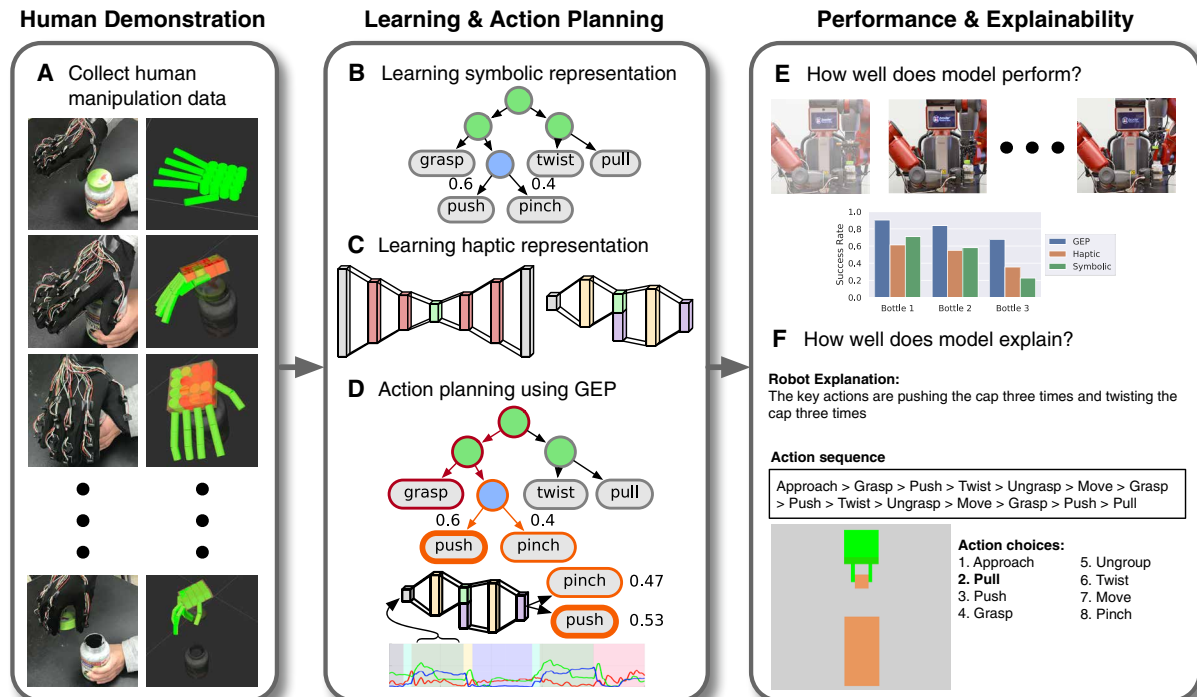 Human Demonstration
Learning & Action Planning
Performance & Explainability
A Collect human
manipulation data
B Learning symbolic representation
grasp
twist
pull
0.6
0.4
push
pinch
C Learning haptic representation
D Action planning using GEP
grasp
twist
pull
0.6
0.4
push
pinch
pinch 0.47
push 0.53
E How well does model perform?
1.0
0.8
0.6
0.4
0.2
0.0
Success Rate
Bottle 1
Bottle 2
Bottle 3
GEP
Haptic
Symbolic
F How well does model explain?
Robot Explanation:
The key actions are pushing the cap three times and twisting the
cap three times
Action sequence
Approach > Grasp > Push > Twist > Ungrasp > Move > Grasp
> Push > Twist > Ungrasp > Move > Grasp > Push > Pull
Action choices:
1. Approach
2. Pull
3. Push
4. Grasp
5. Ungroup
6. Twist
7. Move
8. Pinch